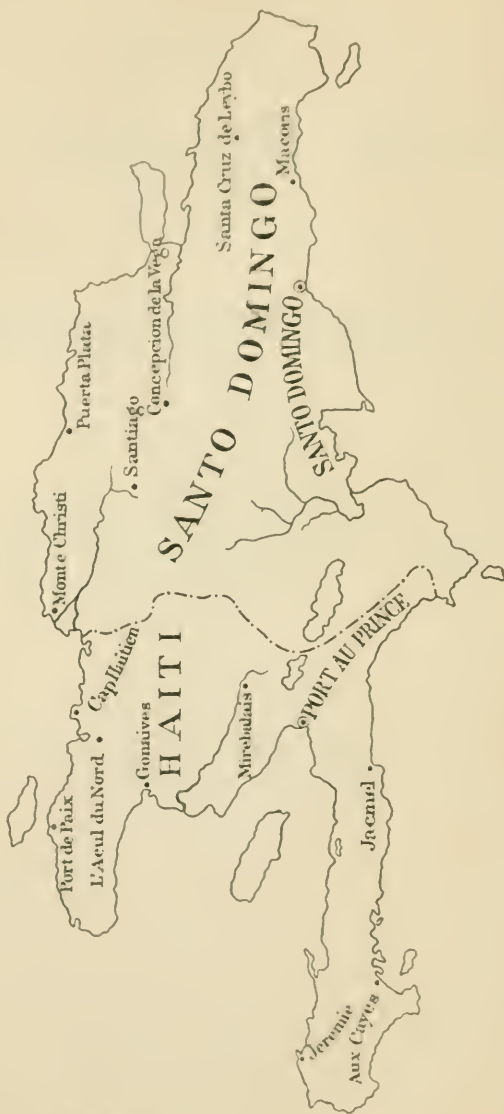 Port de Paix
L'Acul du Nord
Cap Haïtien
Monte Christi
Puerta Plata
Santiago
Concepcion de la Vega
Gonaives
HAITI
SANTO DOMINGO
Santa Cruz de Leybo
Macoris
Mirebalais
SANTO DOMINGO
PORT AU PRINCE
Jeremie
Aux Cayes
Jacmel